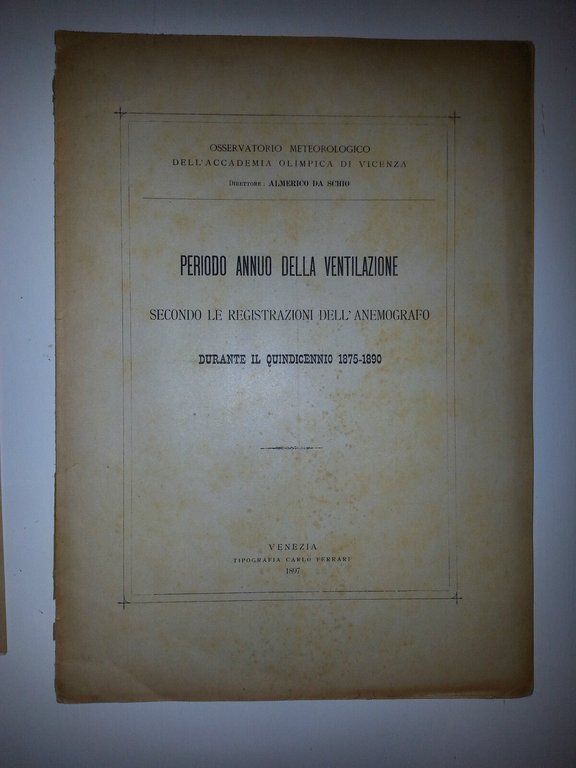 OSSERVATORIO METEOROLOGICO
DELL'ACCADEMIA OLIMPICA DI VICENZA
DIRETTORE: ALMERICO DA SCHIO
PERIODO ANNUO DELLA VENTILAZIONE
SECONDO LE REGISTRAZIONI DELL'ANEMOGRAFO
DURANTE IL QUINDICENNIO 1875-1890
VENEZIA
TIPOGRAFIA CARLO FERRARI
1897